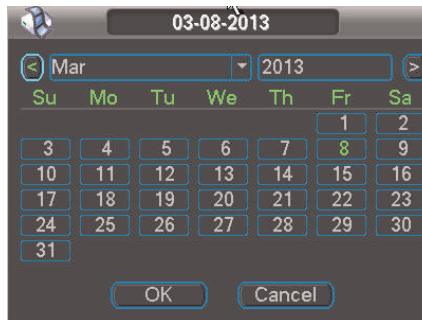 03-08-2013
< Mar 2013 >
Su Mo Tu We Th Fr Sa
1 2
3 4 5 6 7 8 9
10 11 12 13 14 15 16
17 18 19 20 21 22 23
24 25 26 27 28 29 30
31
OK Cancel